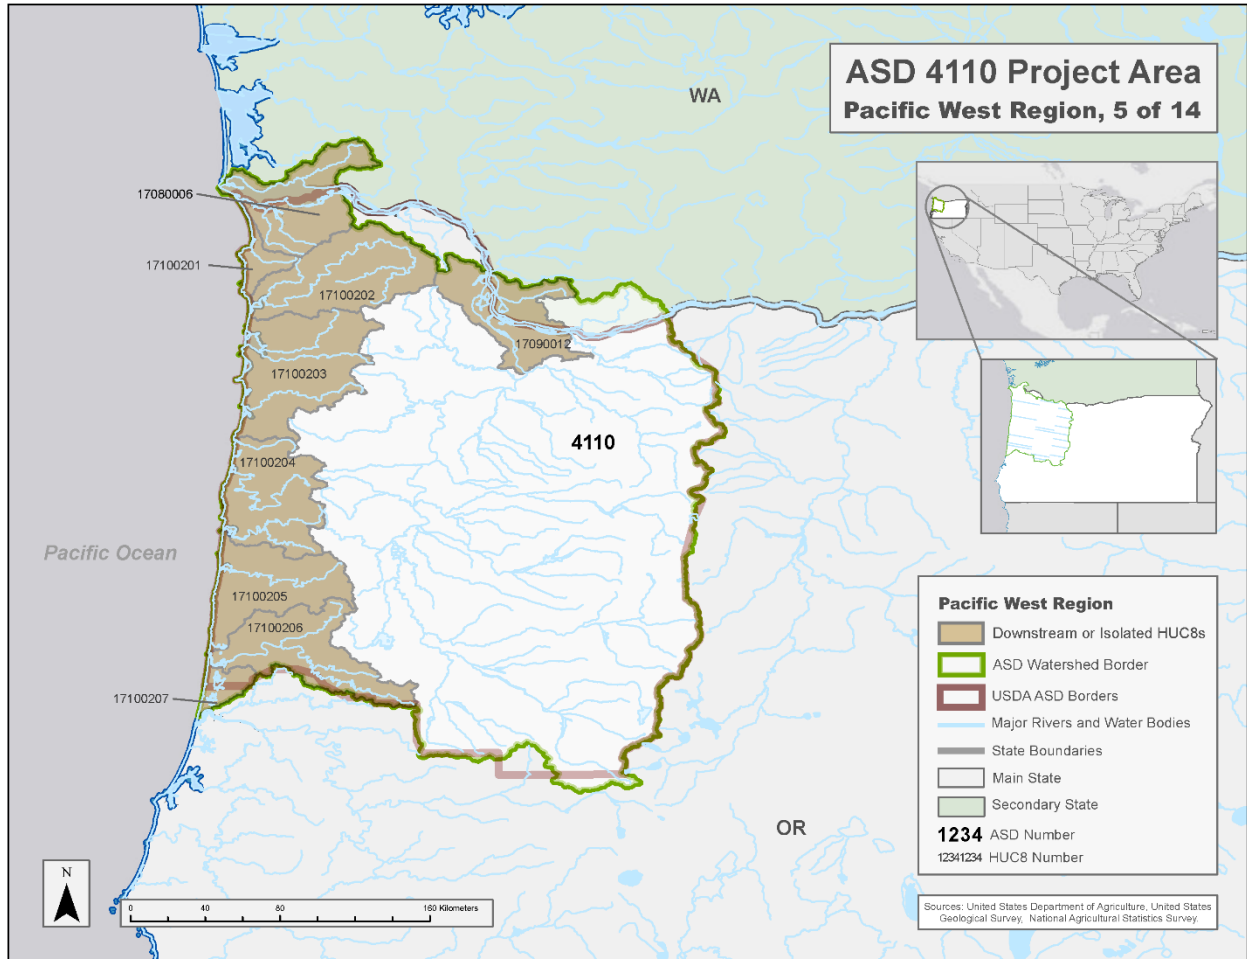 ASD 4110 Project Area
Pacific West Region, 5 of 14
WA
17080006
17100201
17100202
17090012
17100203
4110
17100204
Pacific Ocean
17100205
17100206
17100207
OR
Pacific West Region
Downstream or Isolated HUC8s
ASD Watershed Border
USDA ASD Borders
Major Rivers and Water Bodies
State Boundaries
Main State
Secondary State
1234 ASD Number
12341234 HUC8 Number
N
0 40 80 160 Kilometers
Sources: United States Department of Agriculture, United States
Geological Survey, National Agricultural Statistics Survey.